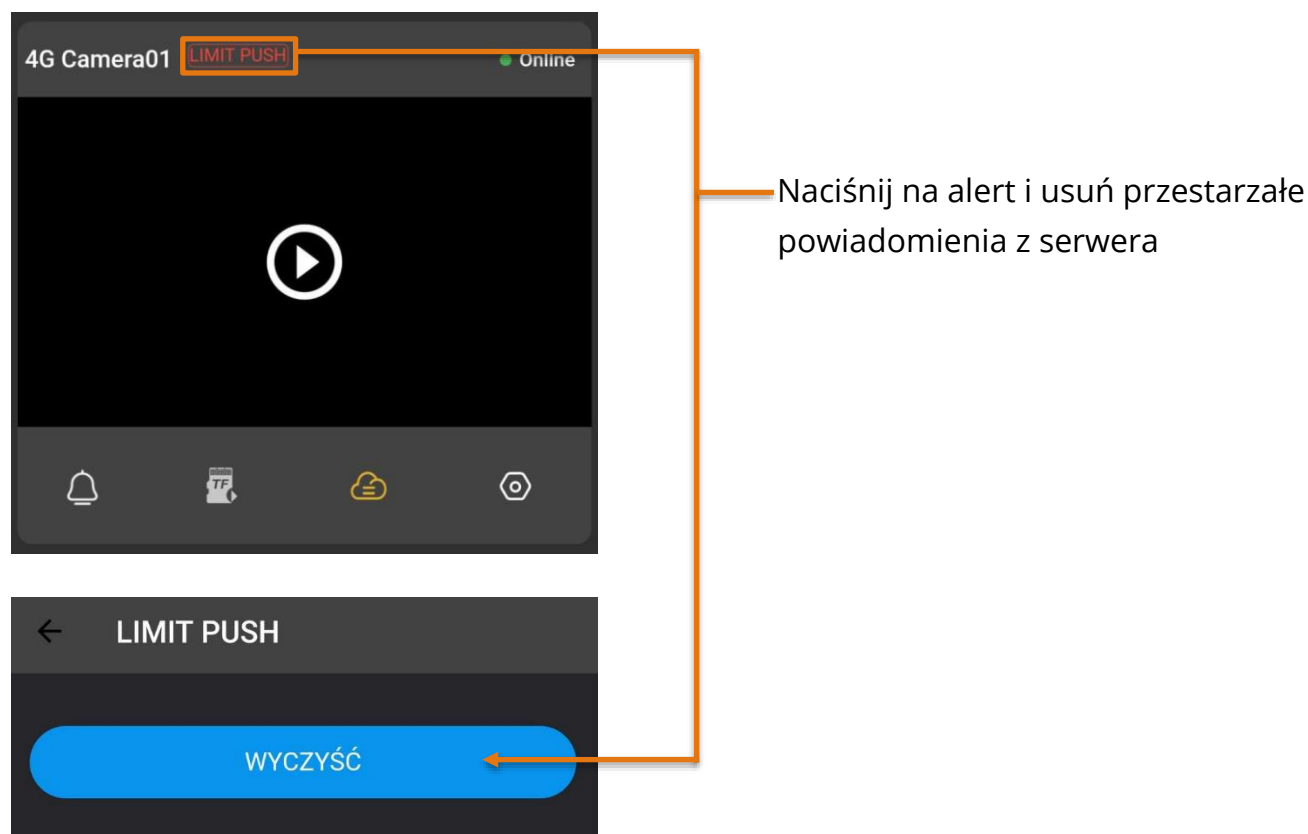 4G Camera01 LIMIT PUSH Online
Naciśnij na alert i usuń przestarzałe
powiadomienia z serwera
TF
LIMIT PUSH
WYCZYŚĆ